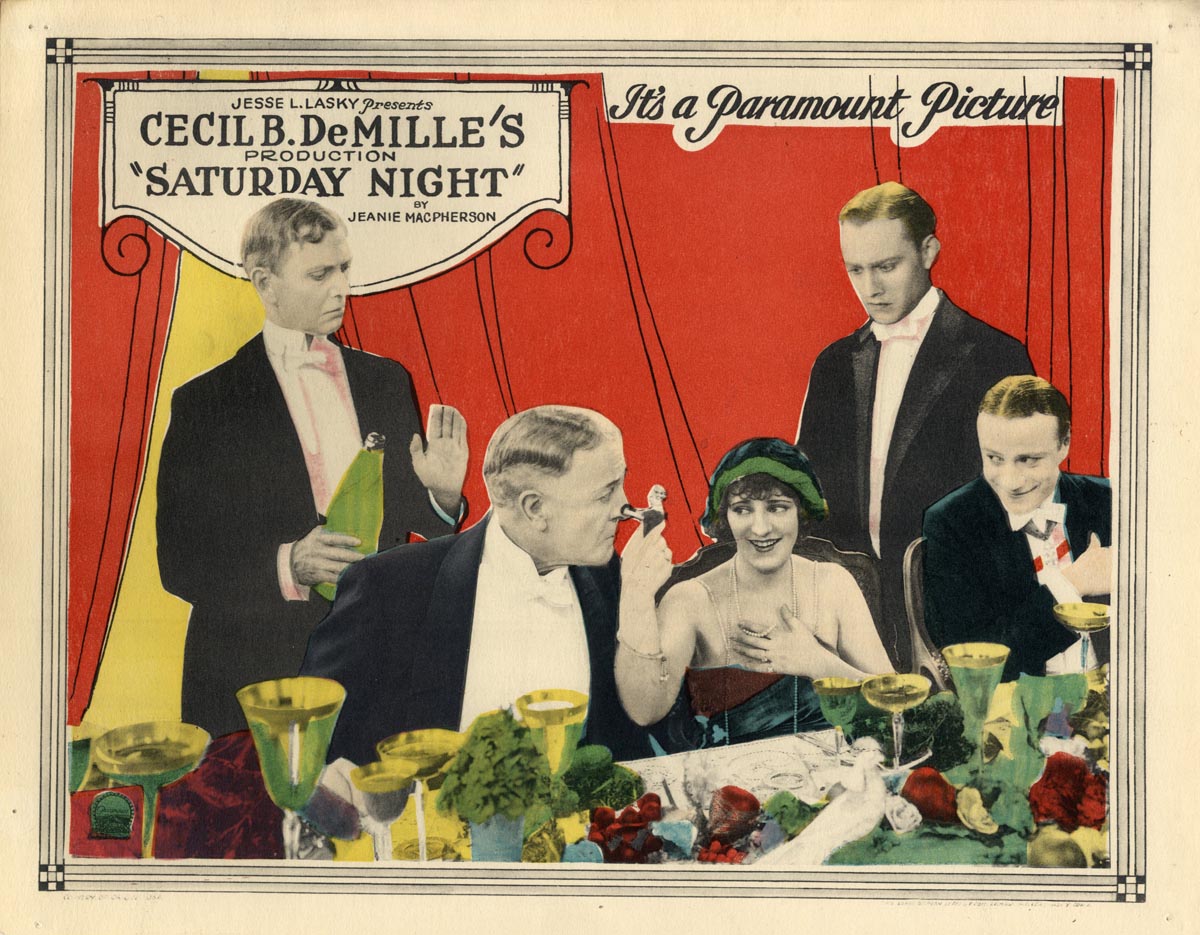 JESSE L. LASKY Presents
CECIL B. DeMILLE'S
PRODUCTION
"SATURDAY NIGHT"
BY
JEANIE MACPHERSON
It's a Paramount Picture